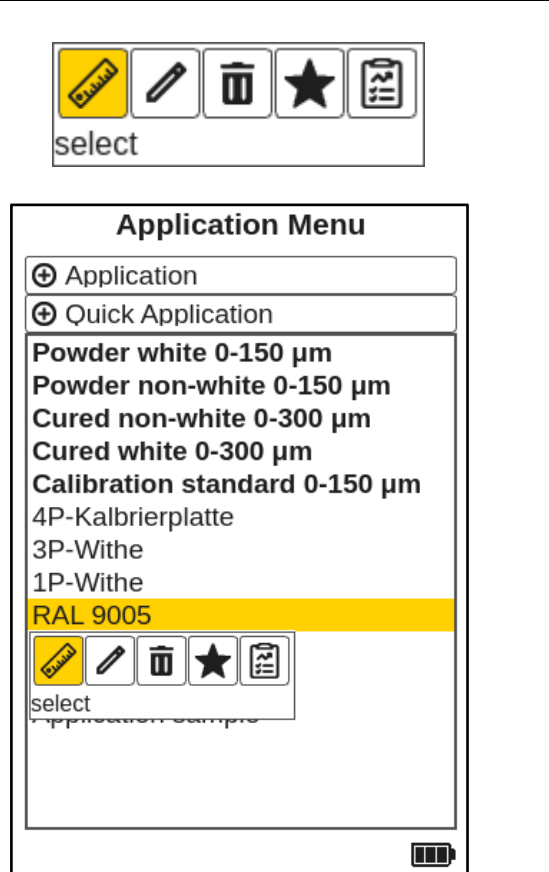 select
Application Menu
Application
Quick Application
Powder white 0-150 µm
Powder non-white 0-150 µm
Cured non-white 0-300 µm
Cured white 0-300 µm
Calibration standard 0-150 µm
4P-Kalbrierplatte
3P-Withe
1P-Withe
RAL 9005
select
Application sample